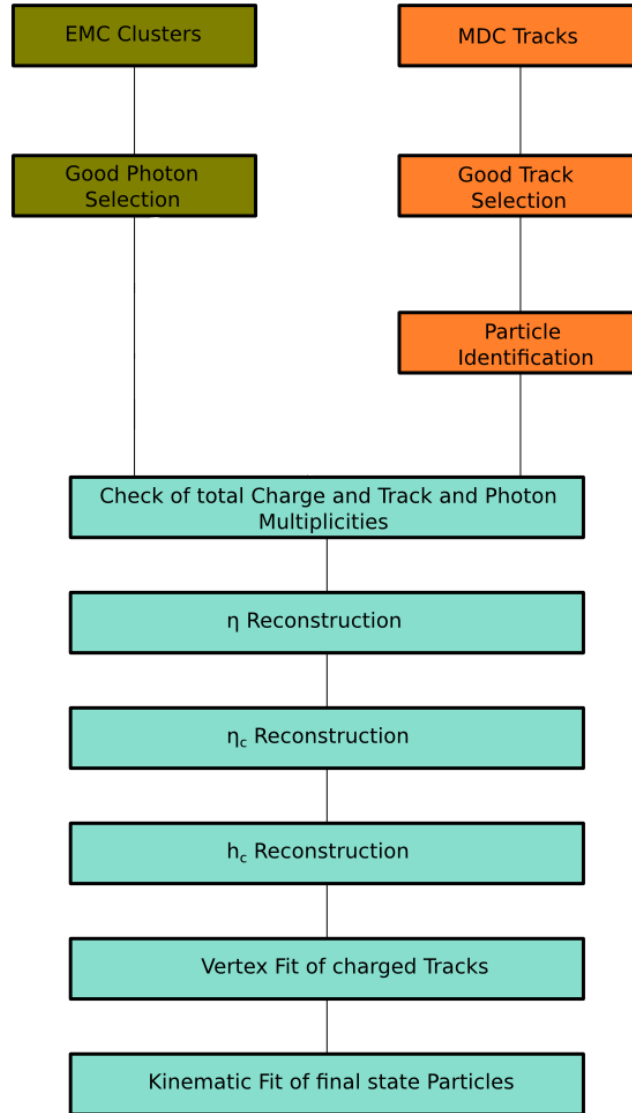 EMC Clusters
MDC Tracks
Good Photon
Selection
Good Track
Selection
Particle
Identification
Check of total Charge and Track and Photon
Multiplicities
η Reconstruction
ηc Reconstruction
hc Reconstruction
Vertex Fit of charged Tracks
Kinematic Fit of final state Particles